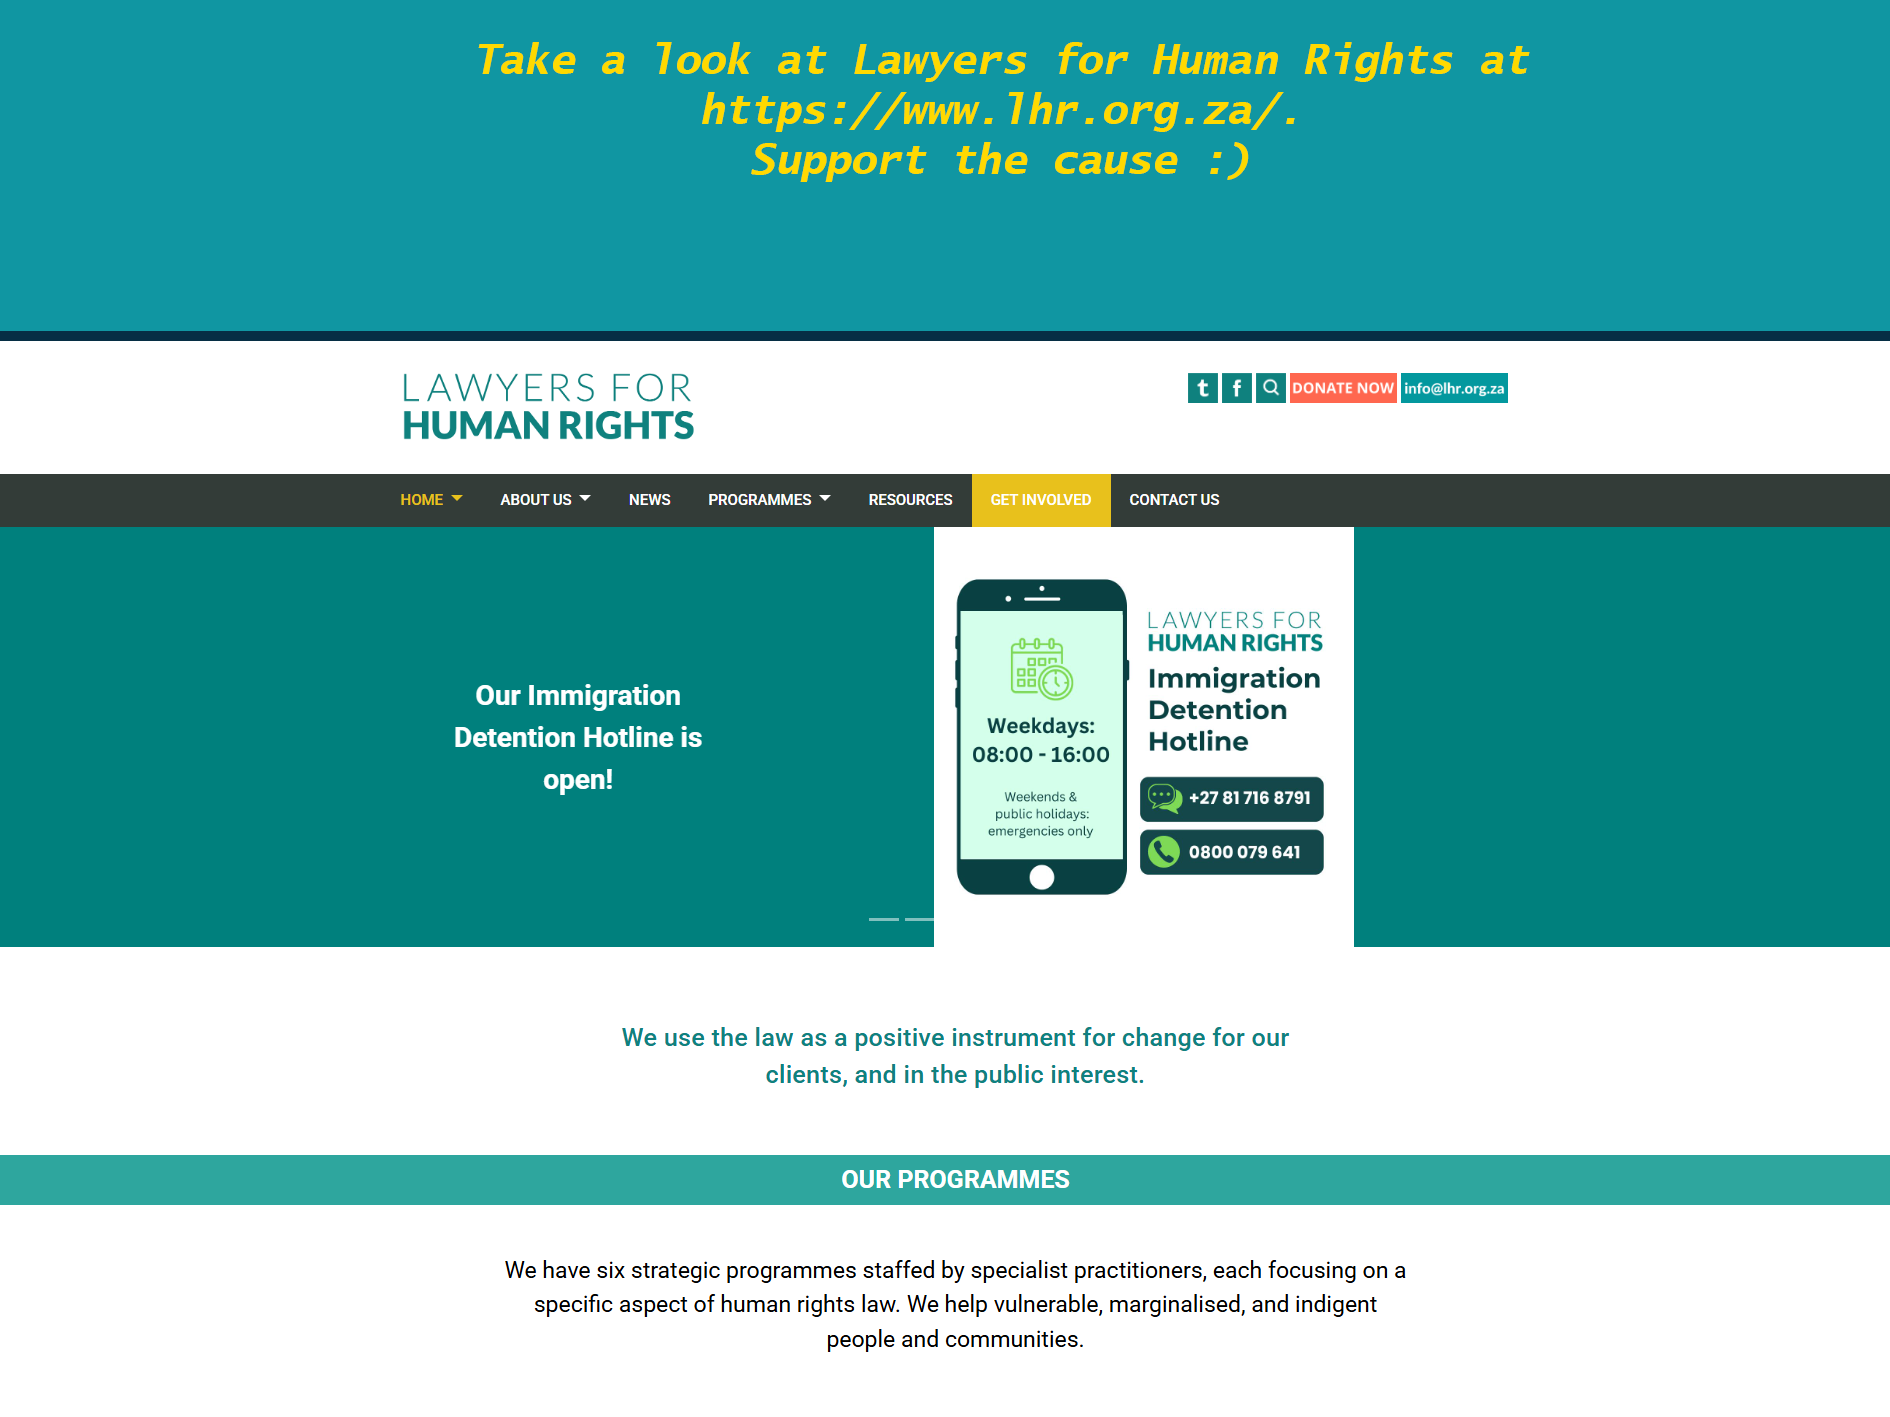 Take a look at Lawyers for Human Rights at
https://www.lhr.org.za/.
Support the cause :)
LAWYERS FOR
HUMAN RIGHTS
t f DONATE NOW info@lhr.org.za
HOME ABOUT US NEWS PROGRAMMES RESOURCES GET INVOLVED CONTACT US
Our Immigration
Detention Hotline is
open!
Weekdays:
08:00 - 16:00
Weekends &
public holidays:
emergencies only
LAWYERS FOR
HUMAN RIGHTS
Immigration
Detention
Hotline
+27 81 716 8791
0800 079 641
We use the law as a positive instrument for change for our
clients, and in the public interest.
OUR PROGRAMMES
We have six strategic programmes staffed by specialist practitioners, each focusing on a
specific aspect of human rights law. We help vulnerable, marginalised, and indigent
people and communities.